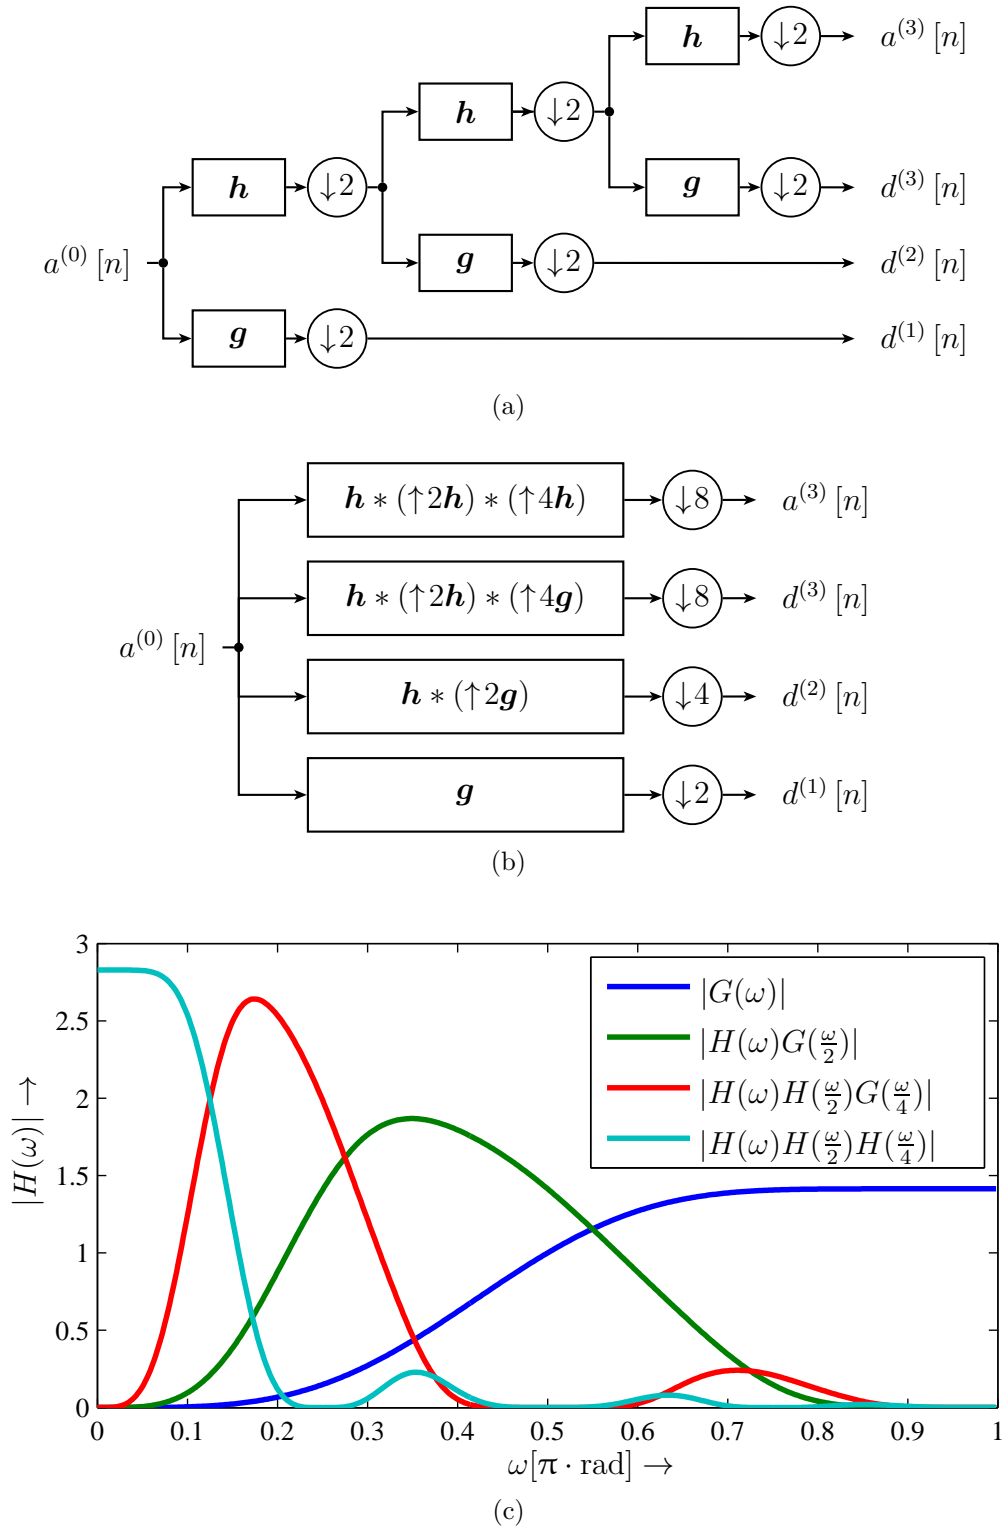 h ↓2 a^(3) [n]
h ↓2
h ↓2 g ↓2 d^(3) [n]
a^(0) [n] g ↓2 d^(2) [n]
g ↓2 d^(1) [n]
(a)
h ∗ (↑2h) ∗ (↑4h) ↓8 a^(3) [n]
h ∗ (↑2h) ∗ (↑4g) ↓8 d^(3) [n]
a^(0) [n]
h ∗ (↑2g) ↓4 d^(2) [n]
g ↓2 d^(1) [n]
(b)
|H(ω)| →
3
2.5
2
1.5
1
0.5
0
|G(ω)|
|H(ω)G(ω/2)|
|H(ω)H(ω/2)G(ω/4)|
|H(ω)H(ω/2)H(ω/4)|
0 0.1 0.2 0.3 0.4 0.5 0.6 0.7 0.8 0.9 1
ω[π · rad] →
(c)